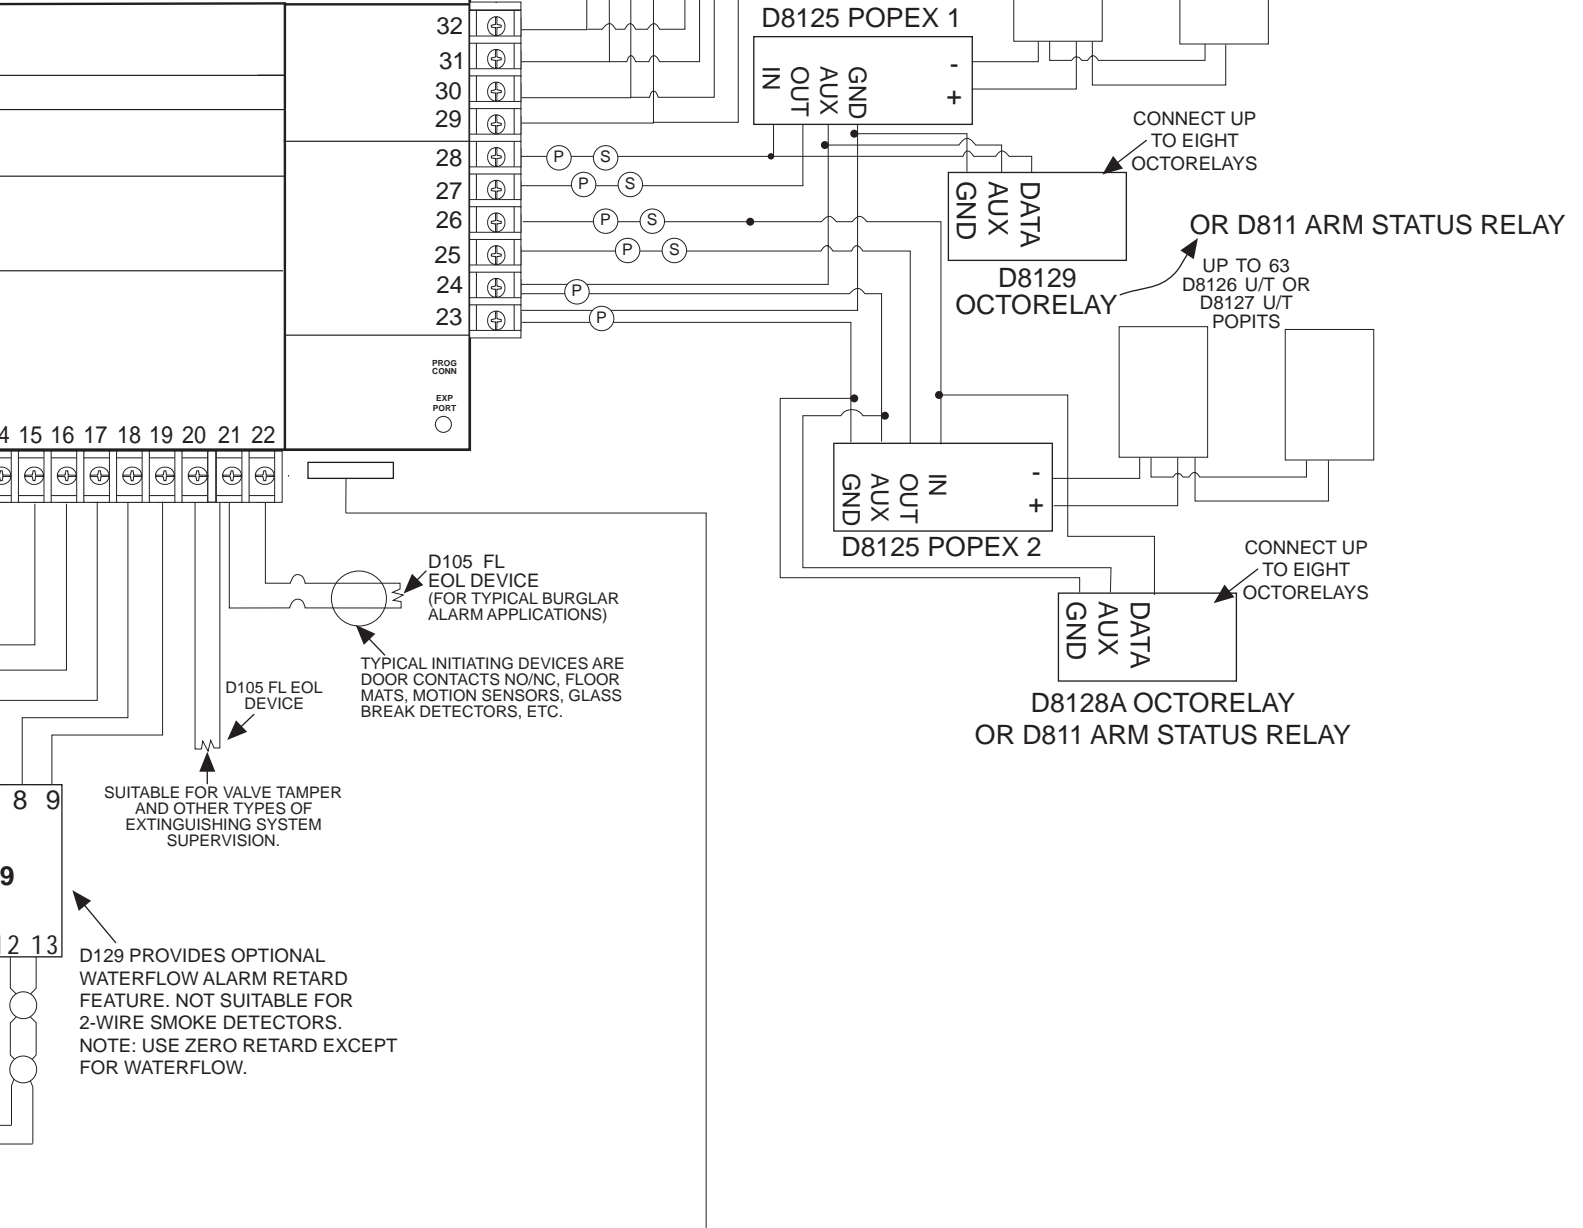 32
31
30
29
28
27
26
25
24
23
PROG
CONN
EXP
PORT
4 15 16 17 18 19 20 21 22
P S
P S
P S
P S
P
P
D8125 POPEX 1
IN
OUT
AUX
GND
-
+
CONNECT UP
TO EIGHT
OCTORELAYS
GND
AUX
DATA
D8129
OCTORELAY
OR D811 ARM STATUS RELAY
UP TO 63
D8126 U/T OR
D8127 U/T
POPITS
GND
AUX
OUT
IN
-
+
D8125 POPEX 2
CONNECT UP
TO EIGHT
OCTORELAYS
GND
AUX
DATA
D8128A OCTORELAY
OR D811 ARM STATUS RELAY
D105 FL
EOL DEVICE
(FOR TYPICAL BURGLAR
ALARM APPLICATIONS)
TYPICAL INITIATING DEVICES ARE
DOOR CONTACTS NO/NC, FLOOR
MATS, MOTION SENSORS, GLASS
BREAK DETECTORS, ETC.
D105 FL EOL
DEVICE
SUITABLE FOR VALVE TAMPER
AND OTHER TYPES OF
EXTINGUISHING SYSTEM
SUPERVISION.
8 9
9
12 13
D129 PROVIDES OPTIONAL
WATERFLOW ALARM RETARD
FEATURE. NOT SUITABLE FOR
2-WIRE SMOKE DETECTORS.
NOTE: USE ZERO RETARD EXCEPT
FOR WATERFLOW.